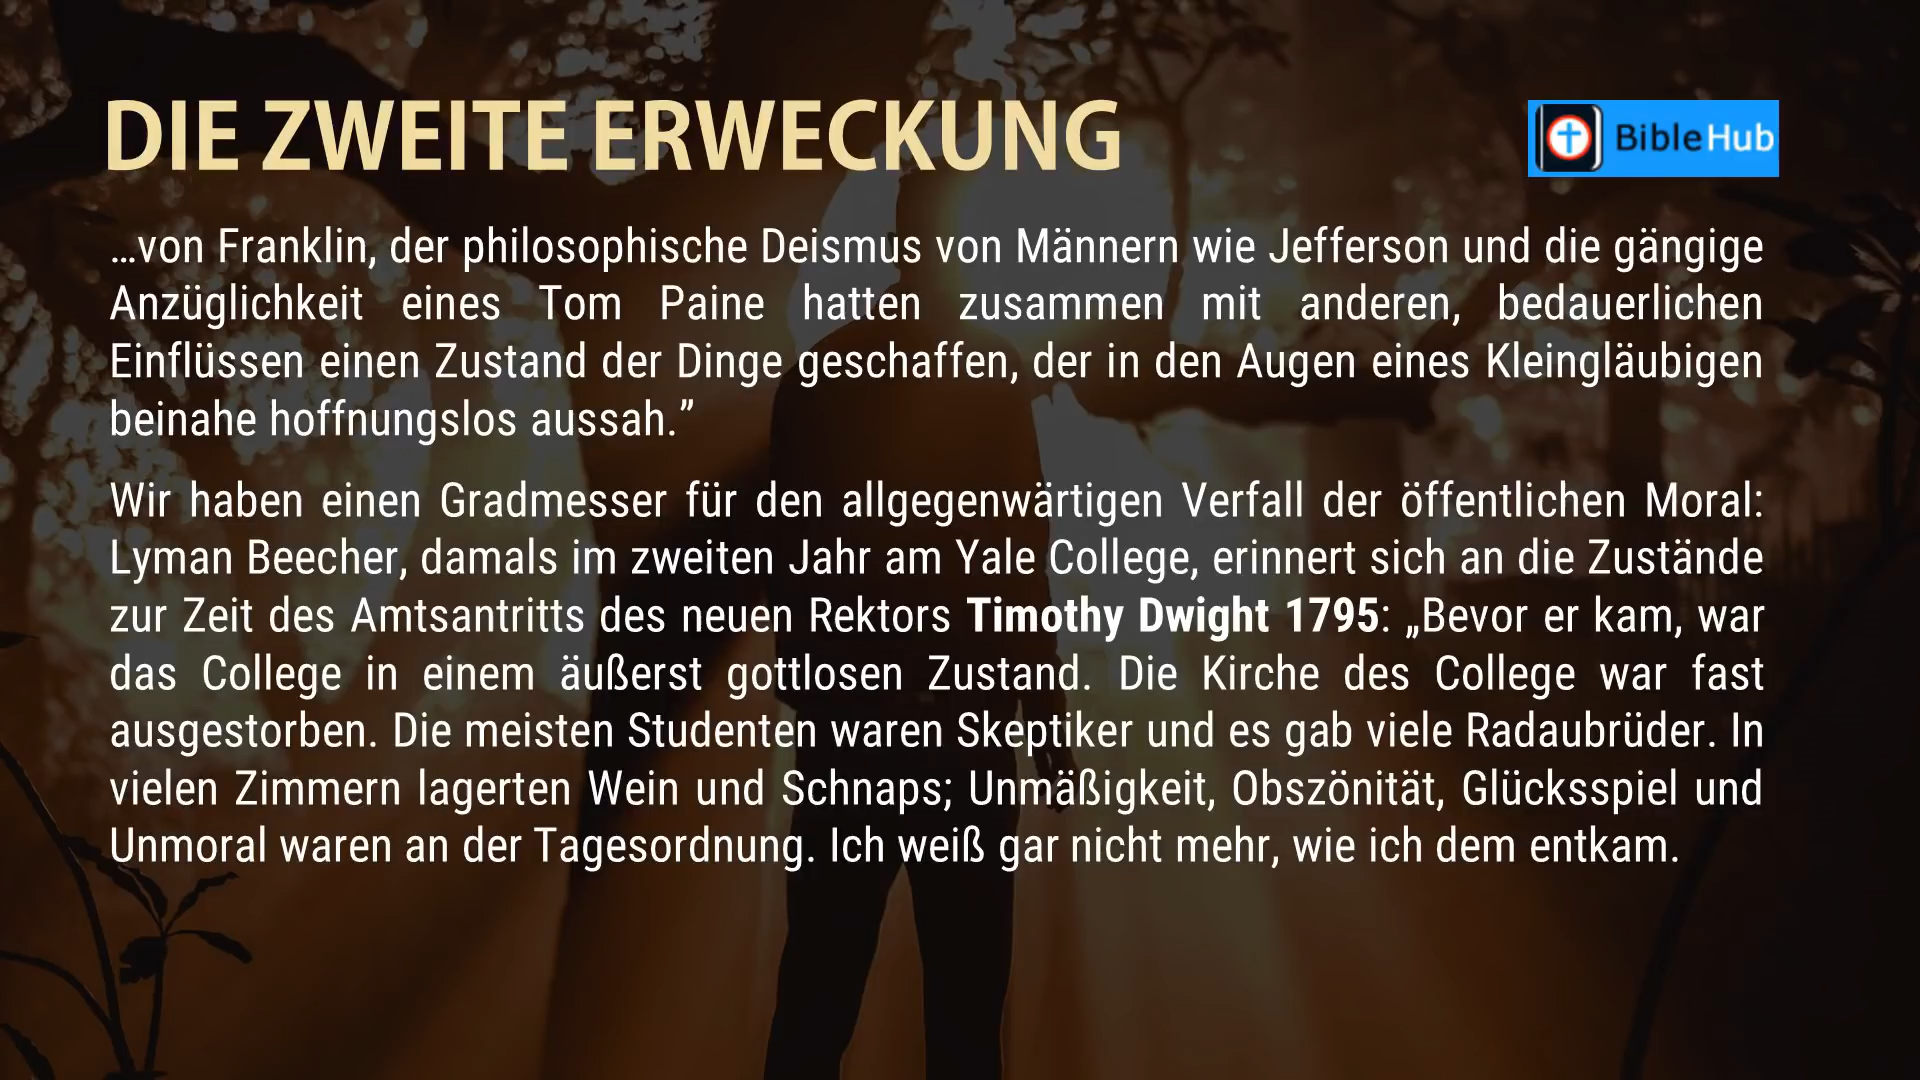 DIE ZWEITE ERWECKUNG
Bible Hub
…von Franklin, der philosophische Deismus von Männern wie Jefferson und die gängige
Anzüglichkeit eines Tom Paine hatten zusammen mit anderen, bedauerlichen
Einflüssen einen Zustand der Dinge geschaffen, der in den Augen eines Kleingläubigen
beinahe hoffnungslos aussah.”
Wir haben einen Gradmesser für den allgegenwärtigen Verfall der öffentlichen Moral:
Lyman Beecher, damals im zweiten Jahr am Yale College, erinnert sich an die Zustände
zur Zeit des Amtsantritts des neuen Rektors Timothy Dwight 1795: „Bevor er kam, war
das College in einem äußerst gottlosen Zustand. Die Kirche des College war fast
ausgestorben. Die meisten Studenten waren Skeptiker und es gab viele Radaubrüder. In
vielen Zimmern lagerten Wein und Schnaps; Unmäßigkeit, Obszönität, Glücksspiel und
Unmoral waren an der Tagesordnung. Ich weiß gar nicht mehr, wie ich dem entkam.